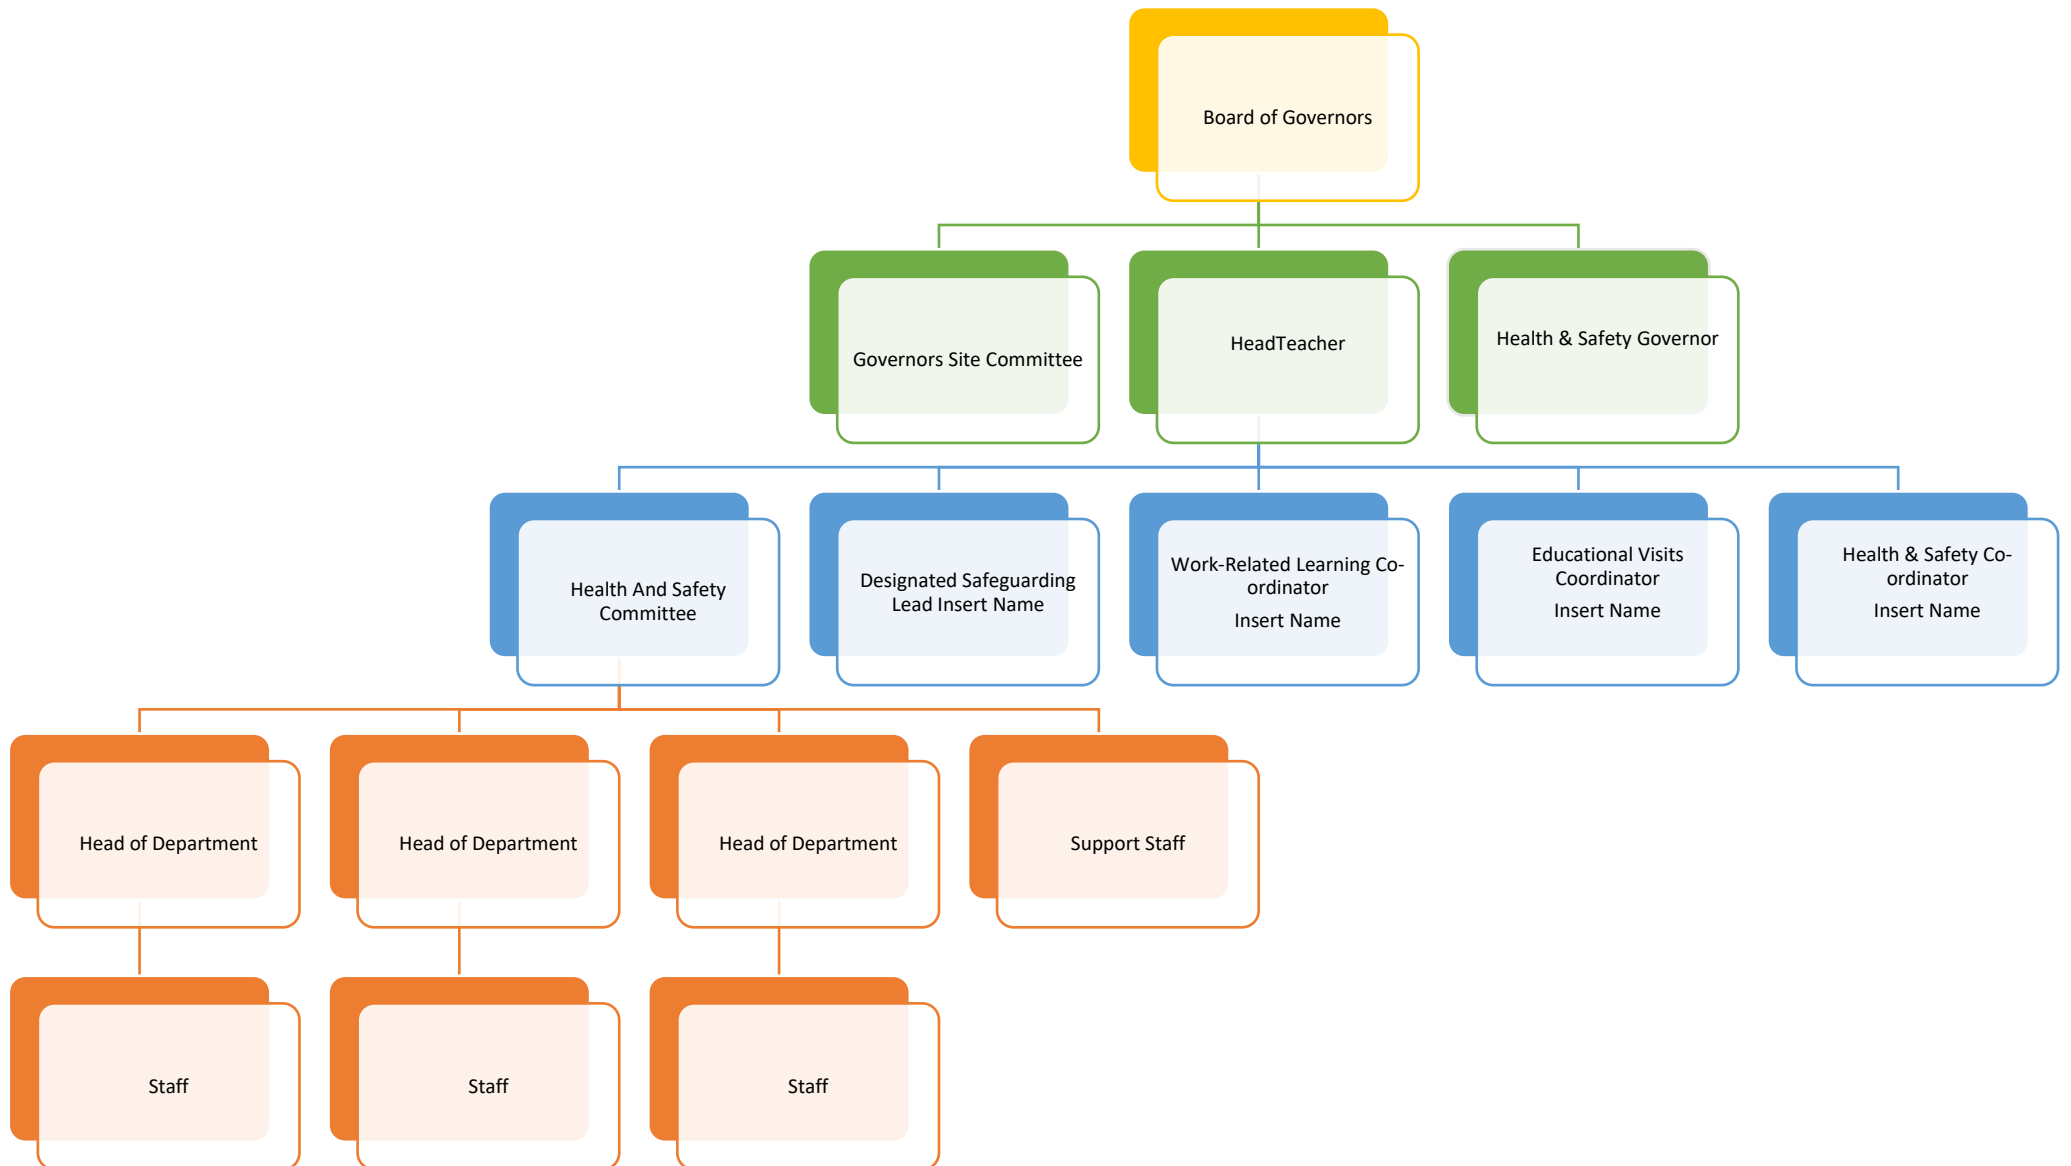 Board of Governors
Governors Site Committee
HeadTeacher
Health & Safety Governor
Health And Safety
Committee
Designated Safeguarding
Lead Insert Name
Work-Related Learning Co-
ordinator
Insert Name
Educational Visits
Coordinator
Insert Name
Health & Safety Co-
ordinator
Insert Name
Head of Department
Head of Department
Head of Department
Support Staff
Staff
Staff
Staff